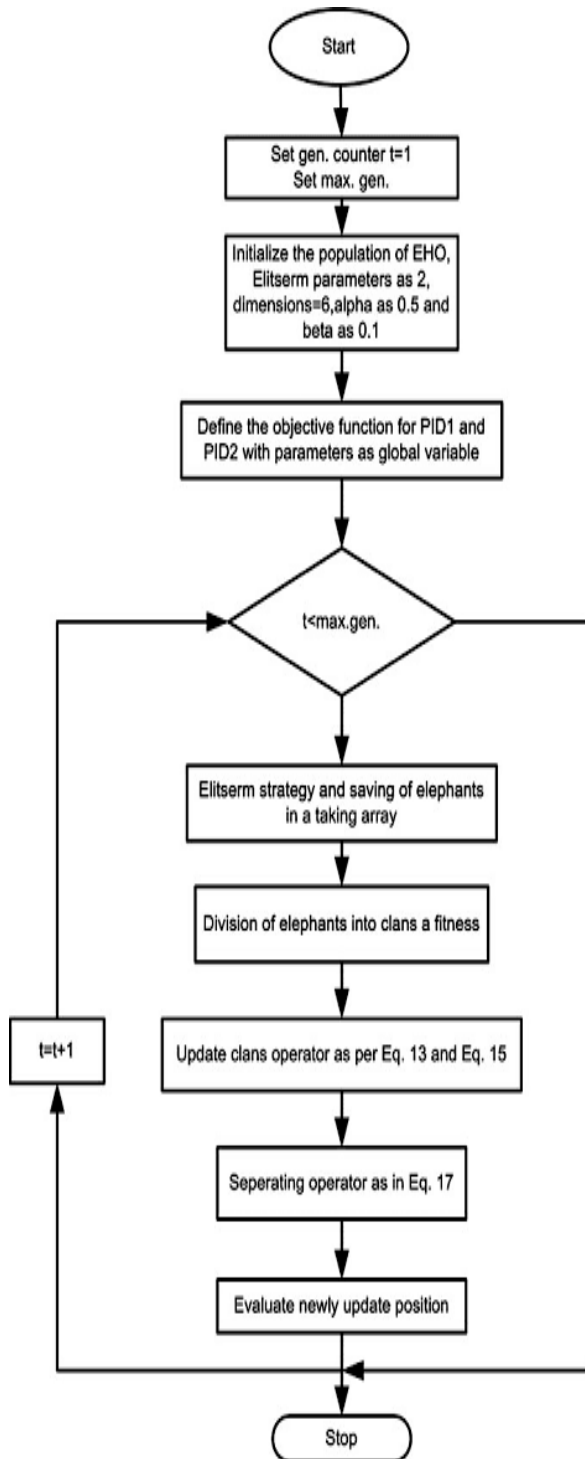 Start
Set gen. counter t=1
Set max. gen.
Initialize the population of EHO,
Elitserm parameters as 2,
dimensions=6,alpha as 0.5 and
beta as 0.1
Define the objective function for PID1 and
PID2 with parameters as global variable
t<max.gen.
Elitserm strategy and saving of elephants
in a taking array
Division of elephants into clans a fitness
t=t+1
Update clans operator as per Eq. 13 and Eq. 15
Seperating operator as in Eq. 17
Evaluate newly update position
Stop